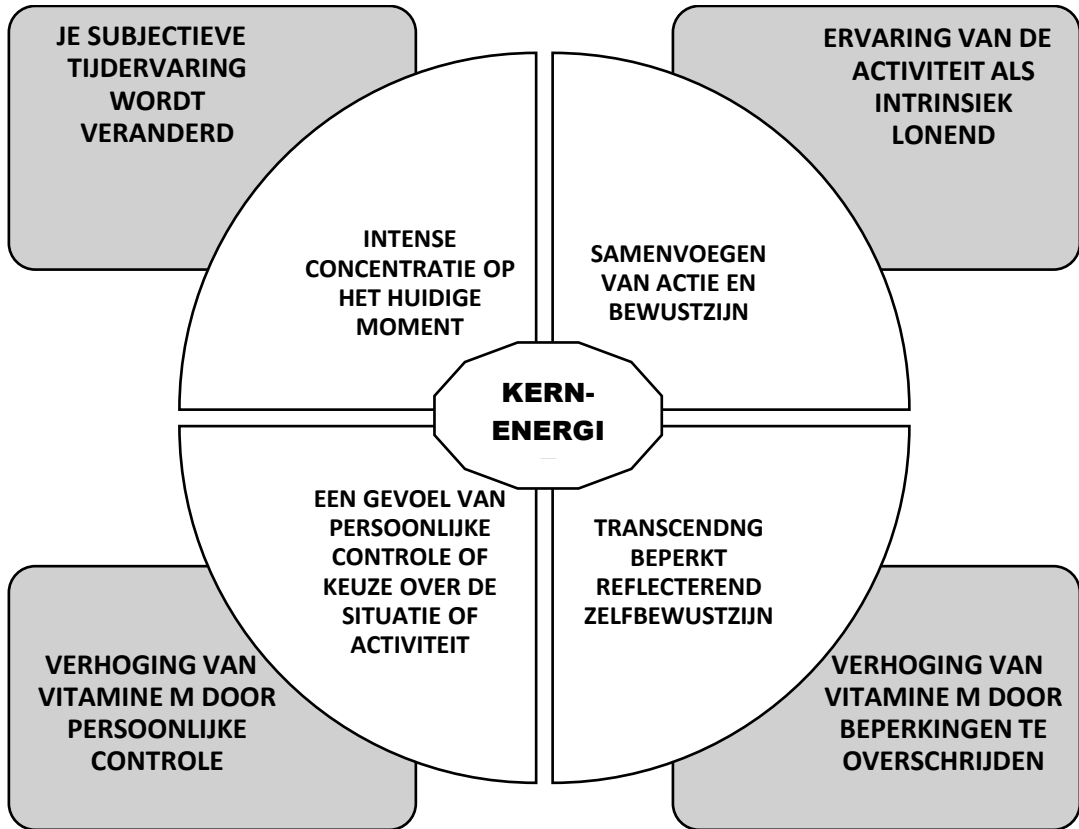 JE SUBJECTIEVE
TIJDERVARING
WORDT
VERANDERD
ERVARING VAN DE
ACTIVITEIT ALS
INTRINSIEK
LONEND
INTENSE
CONCENTRATIE OP
HET HUIDIGE
MOMENT
SAMENVOEGEN
VAN ACTIE EN
BEWUSTZIJN
KERN-
ENERGI
EEN GEVOEL VAN
PERSOONLIJKE
CONTROLE OF
KEUZE OVER DE
SITUATIE OF
ACTIVITEIT
TRANSCENDNG
BEPERKT
REFLECTEREND
ZELFBEWUSTZIJN
VERHOGING VAN
VITAMINE M DOOR
PERSOONLIJKE
CONTROLE
VERHOGING VAN
VITAMINE M DOOR
BEPERKINGEN TE
OVERSCHRIJDEN